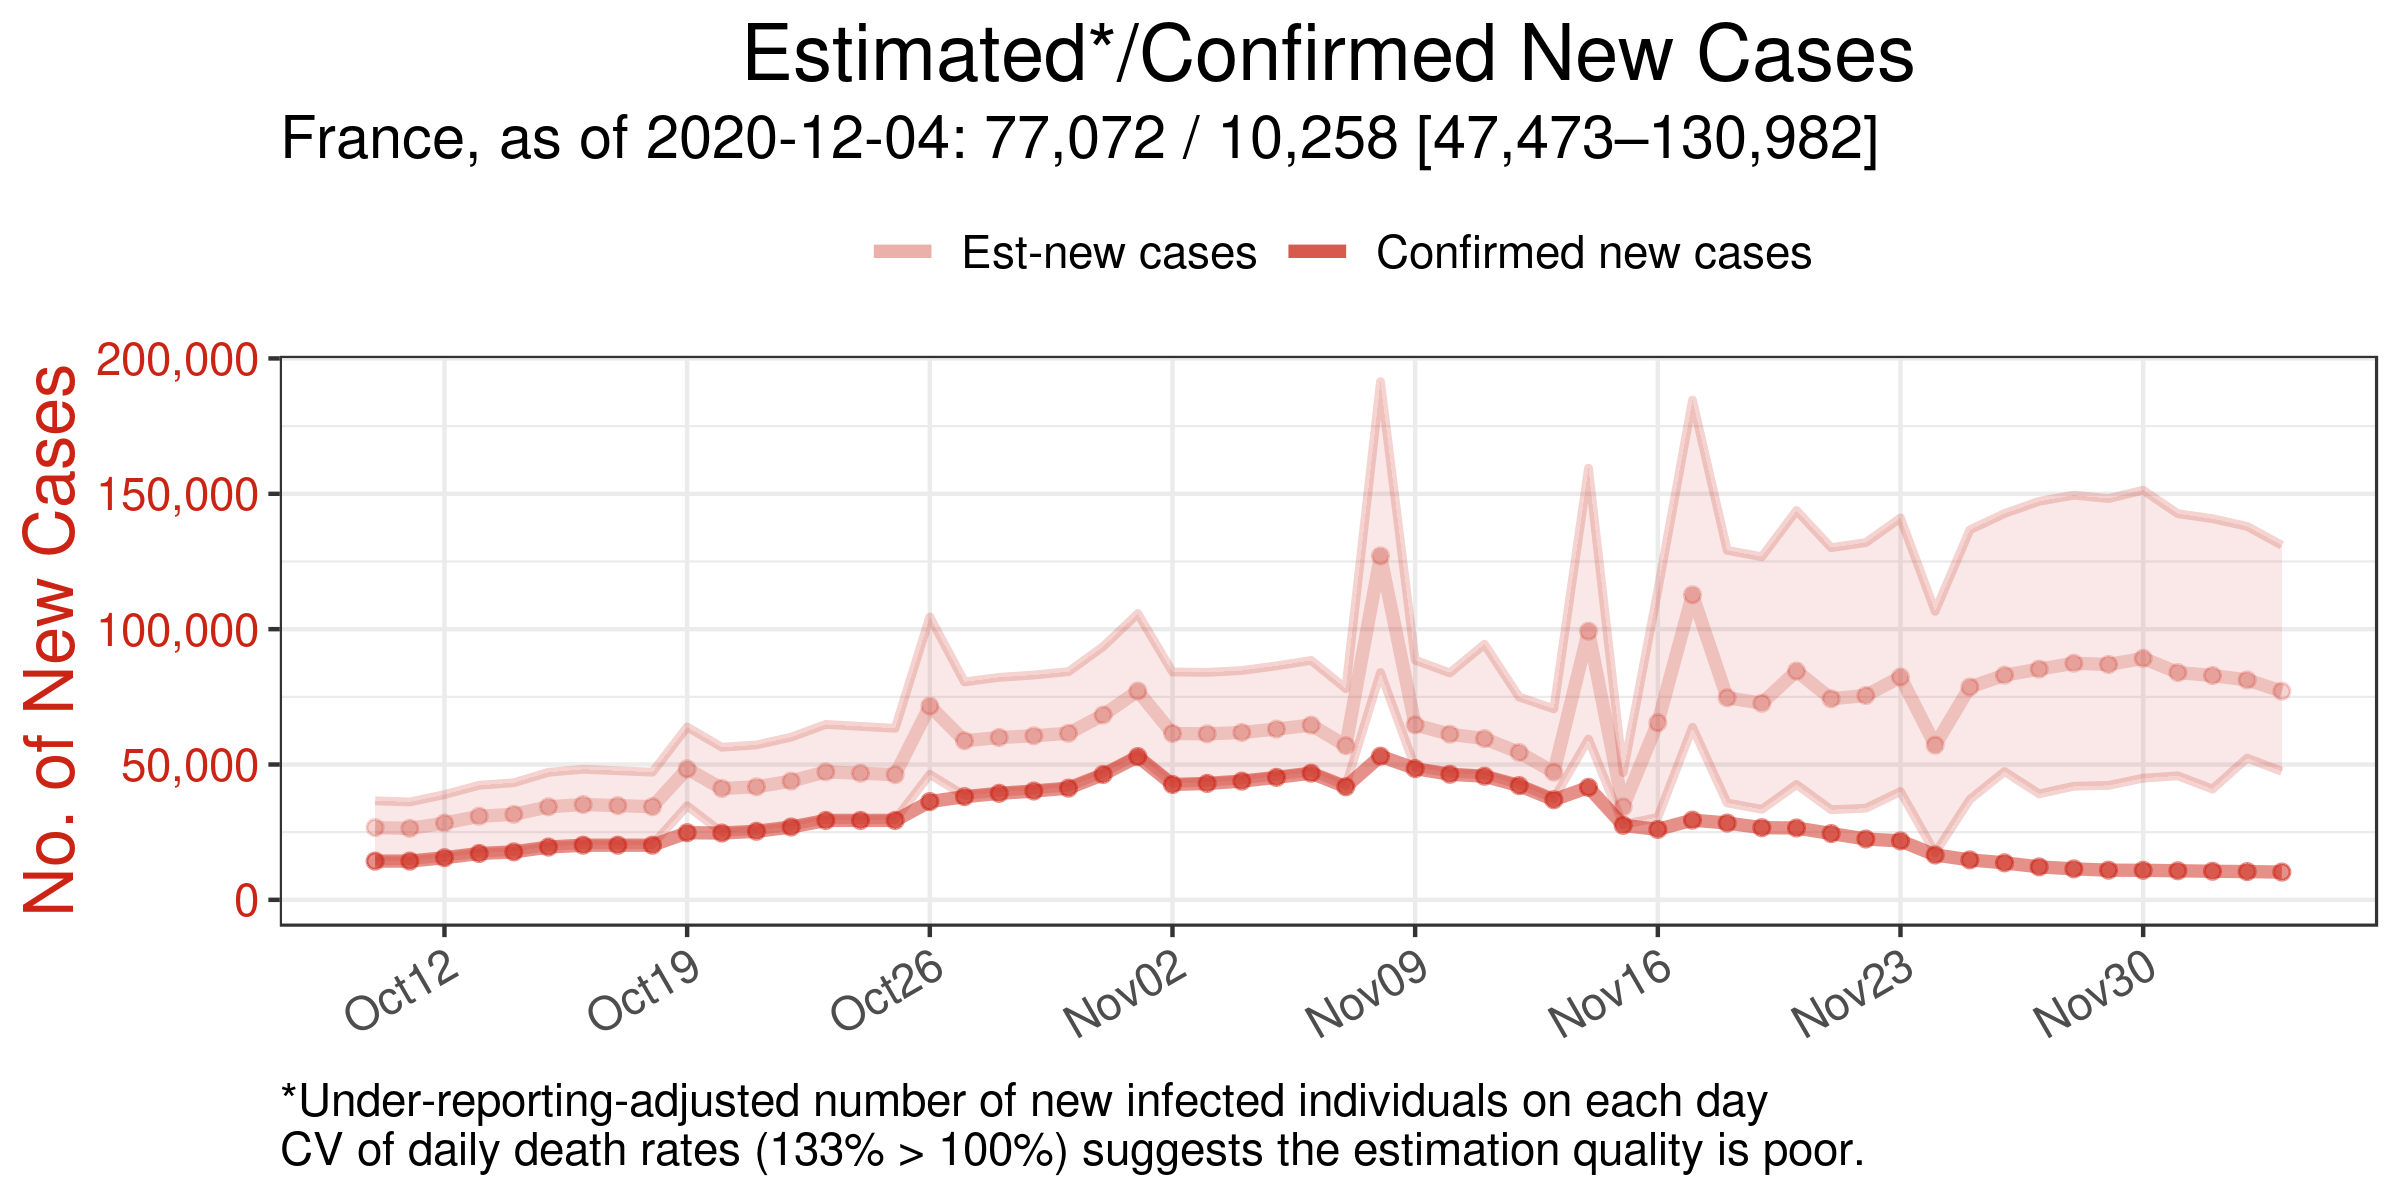 Estimated*/Confirmed New Cases
France, as of 2020-12-04: 77,072 / 10,258 [47,473–130,982]
Est-new cases
Confirmed new cases
No. of New Cases
200,000
150,000
100,000
50,000
0
Oct12
Oct19
Oct26
Nov02
Nov09
Nov16
Nov23
Nov30
*Under-reporting-adjusted number of new infected individuals on each day
CV of daily death rates (133% > 100%) suggests the estimation quality is poor.